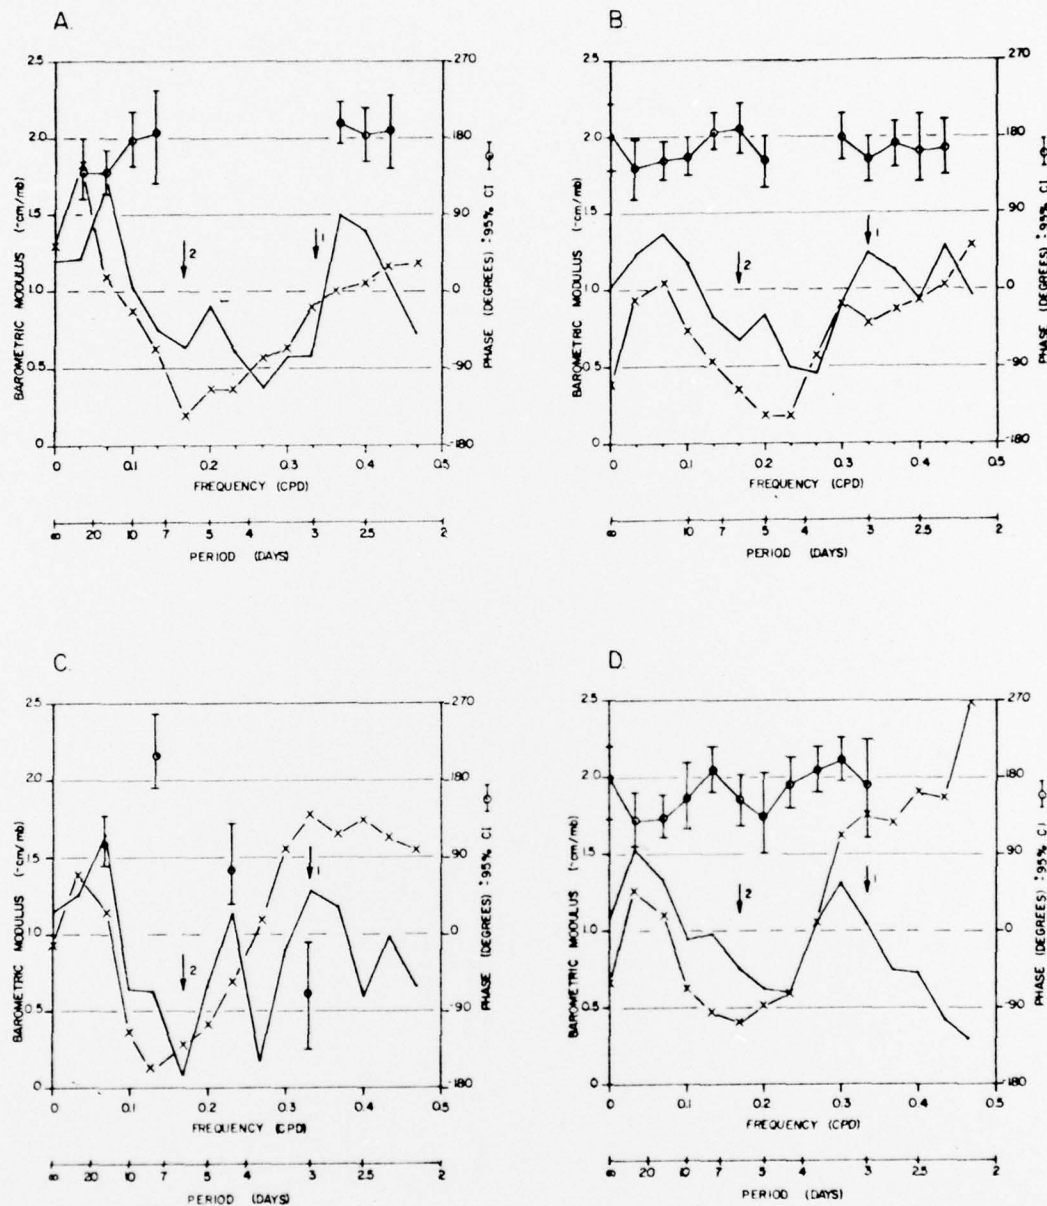 A.
2.5
2.0
1.5
1.0
0.5
0
270
180
90
0
-90
-180
BAROMETRIC MODULUS (-cm/mb)
PHASE (DEGREES) ±95% CI
2
1
0 0.1 0.2 0.3 0.4 0.5
FREQUENCY (CPD)
∞ 20 10 7 5 4 3 2.5 2
PERIOD (DAYS)
B
2.5
2.0
1.5
1.0
0.5
0
270
180
90
0
-90
-180
BAROMETRIC MODULUS (-cm/mb)
PHASE (DEGREES) ±95% CI
2
1
0 0.1 0.2 0.3 0.4 0.5
FREQUENCY (CPD)
∞ 20 10 7 5 4 3 2.5 2
PERIOD (DAYS)
C.
2.5
2.0
1.5
1.0
0.5
0
270
180
90
0
-90
-180
BAROMETRIC MODULUS (-cm/mb)
PHASE (DEGREES) ±95% CI
2
1
0 0.1 0.2 0.3 0.4 0.5
FREQUENCY (CPD)
∞ 20 10 7 5 4 3 2.5 2
PERIOD (DAYS)
D.
2.5
2.0
1.5
1.0
0.5
0
270
180
90
0
-90
-180
BAROMETRIC MODULUS (-cm/mb)
PHASE (DEGREES) ±95% CI
2
1
0 0.1 0.2 0.3 0.4 0.5
FREQUENCY (CPD)
∞ 20 10 7 5 4 3 2.5 2
PERIOD (DAYS)